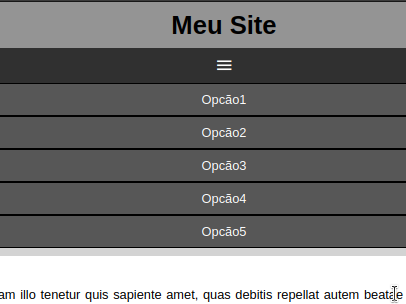 Meu Site
Opcão1
Opcão2
Opcão3
Opcão4
Opcão5
am illo tenetur quis sapiente amet, quas debitis repellat autem beatae